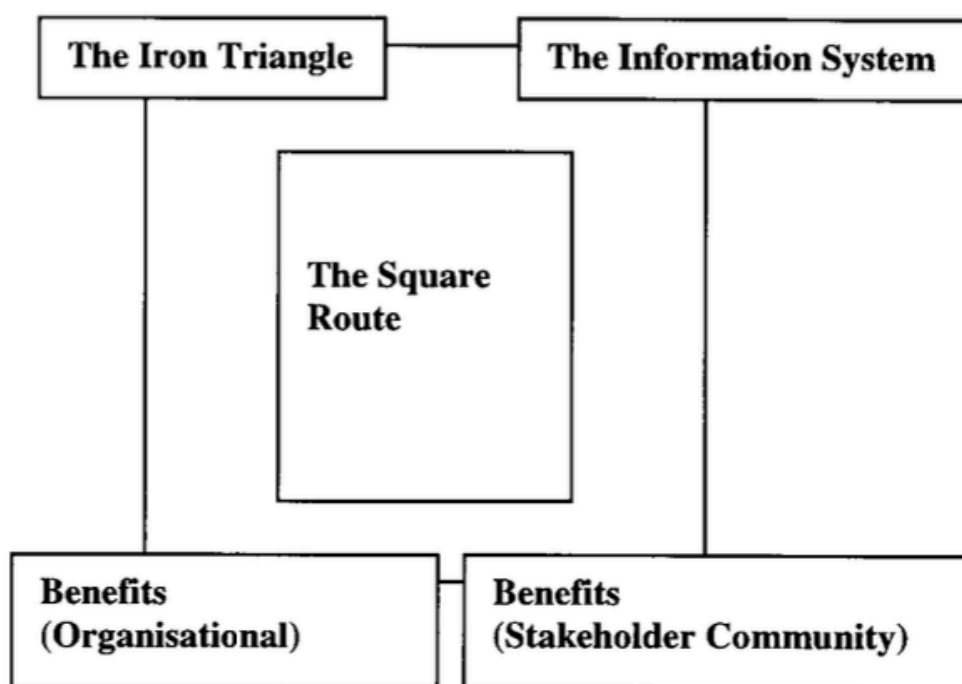 The Iron Triangle
The Information System
The Square
Route
Benefits
(Organisational)
Benefits
(Stakeholder Community)